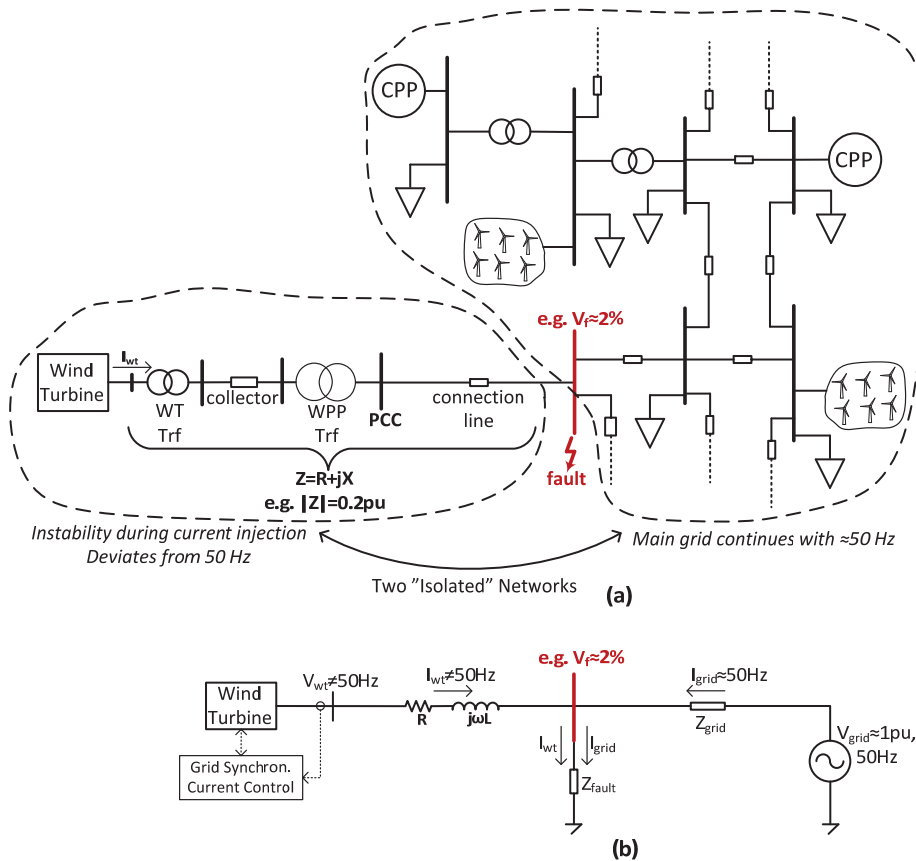 CPP
CPP
e.g. V_f≈2%
I_wt
Wind
Turbine
WT
Trf
collector
WPP
Trf
PCC
connection
line
Z=R+jX
e.g. |Z|=0.2pu
fault
Instability during current injection
Deviates from 50 Hz
Main grid continues with ≈50 Hz
Two ”Isolated” Networks
(a)
e.g. V_f≈2%
V_wt≠50Hz
I_wt≠50Hz
I_grid≈50Hz
Wind
Turbine
R
jωL
Z_grid
V_grid≈1pu,
50Hz
I_wt
I_grid
Grid Synchron.
Current Control
Z_fault
(b)